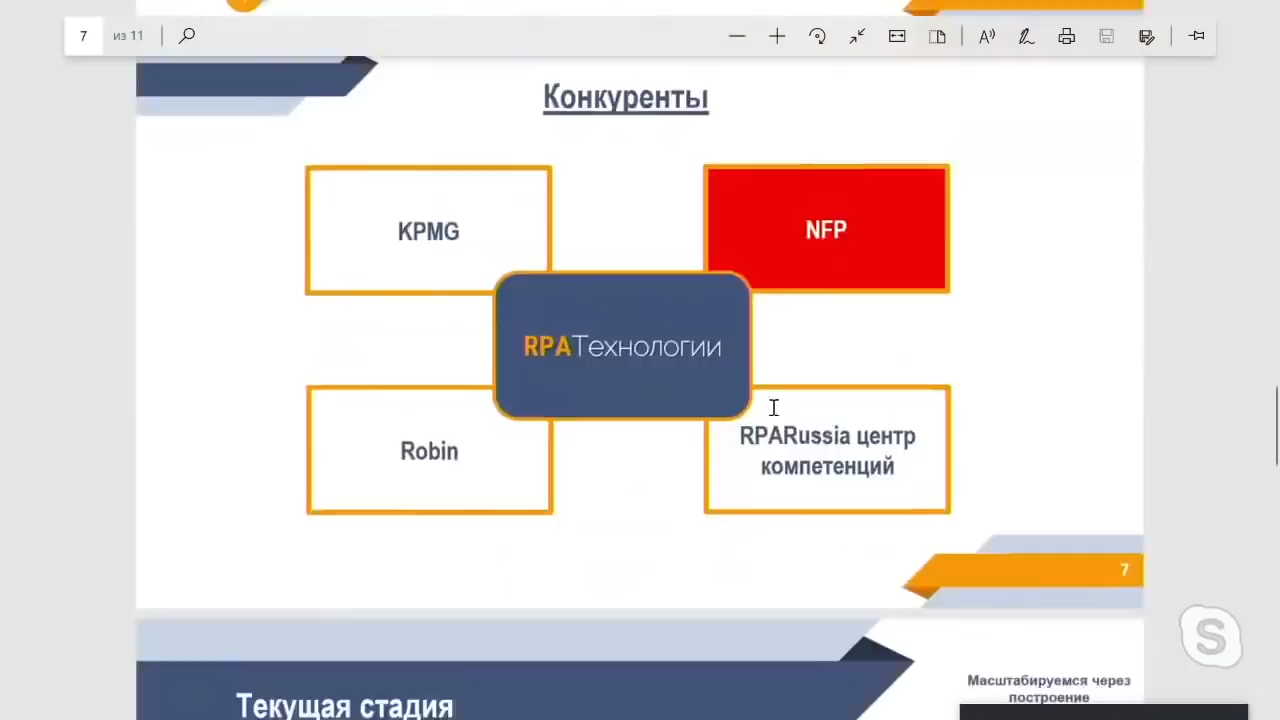 7 из 11
Конкуренты
KPMG
NFP
RPAТехнологии
Robin
RPARussia центр
компетенций
7
Текущая стадия
Масштабируемся через
построение